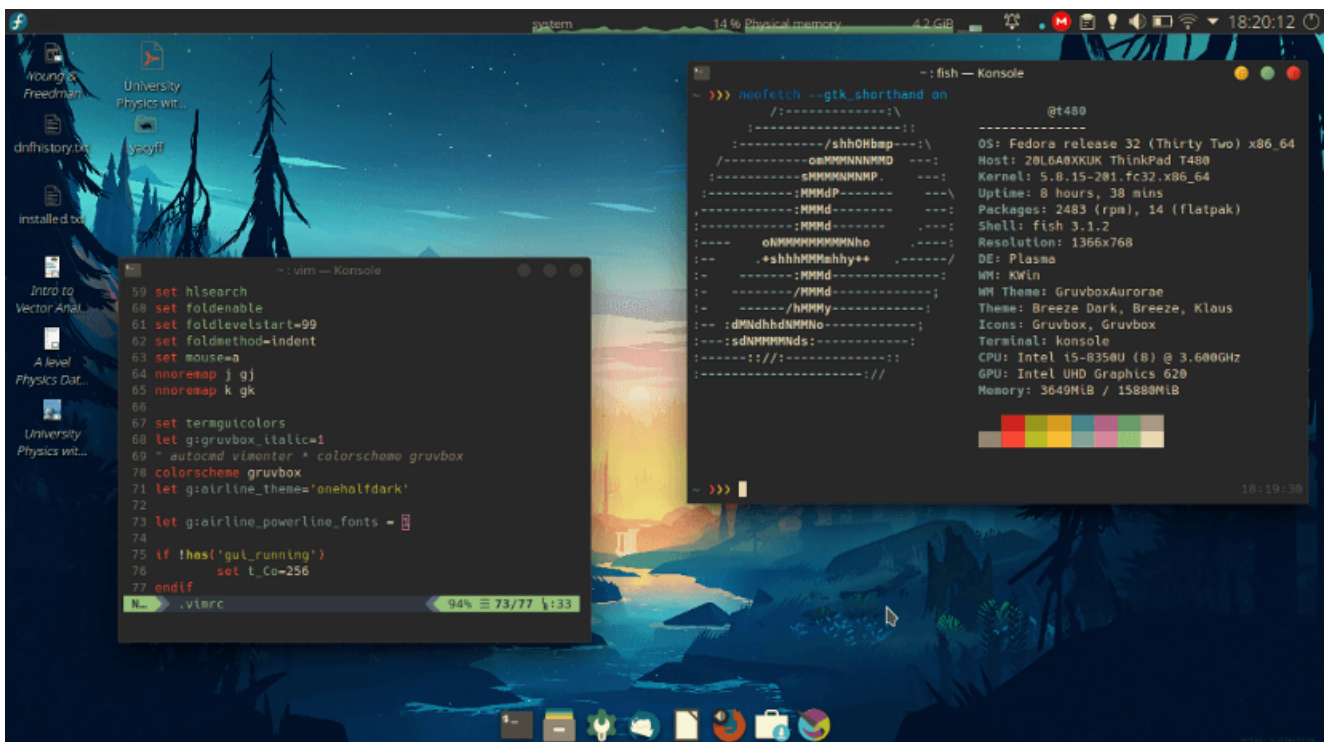 system 14 % Physical memory 4.2 GiB 18:20:12
Young &
Freedman...
University
Physics wit...
dnfhistory.txt
yacyff
installed.txt
Intro to
Vector Anal...
A level
Physics Dat...
University
Physics wit...
~ : vim — Konsole
59 set hlsearch
60 set foldenable
61 set foldlevelstart=99
62 set foldmethod=indent
63 set mouse=a
64 nnoremap j gj
65 nnoremap k gk
66
67 set termguicolors
68 let g:gruvbox_italic=1
69 " autocmd vimenter * colorscheme gruvbox
70 colorscheme gruvbox
71 let g:airline_theme='onehalfdark'
72
73 let g:airline_powerline_fonts = 1
74
75 if !has('gui_running')
76 set t_Co=256
77 endif
N… .vimrc 94% ☰ 73/77 :33
~ : fish — Konsole
~ ❯❯❯ neofetch --gtk_shorthand on
@t480
---------------
OS: Fedora release 32 (Thirty Two) x86_64
Host: 20L6A0XKUK ThinkPad T480
Kernel: 5.8.15-201.fc32.x86_64
Uptime: 8 hours, 38 mins
Packages: 2483 (rpm), 14 (flatpak)
Shell: fish 3.1.2
Resolution: 1366x768
DE: Plasma
WM: KWin
WM Theme: GruvboxAurorae
Theme: Breeze Dark, Breeze, Klaus
Icons: Gruvbox, Gruvbox
Terminal: konsole
CPU: Intel i5-8350U (8) @ 3.600GHz
GPU: Intel UHD Graphics 620
Memory: 3649MiB / 15880MiB
~ ❯❯❯ 18:19:30